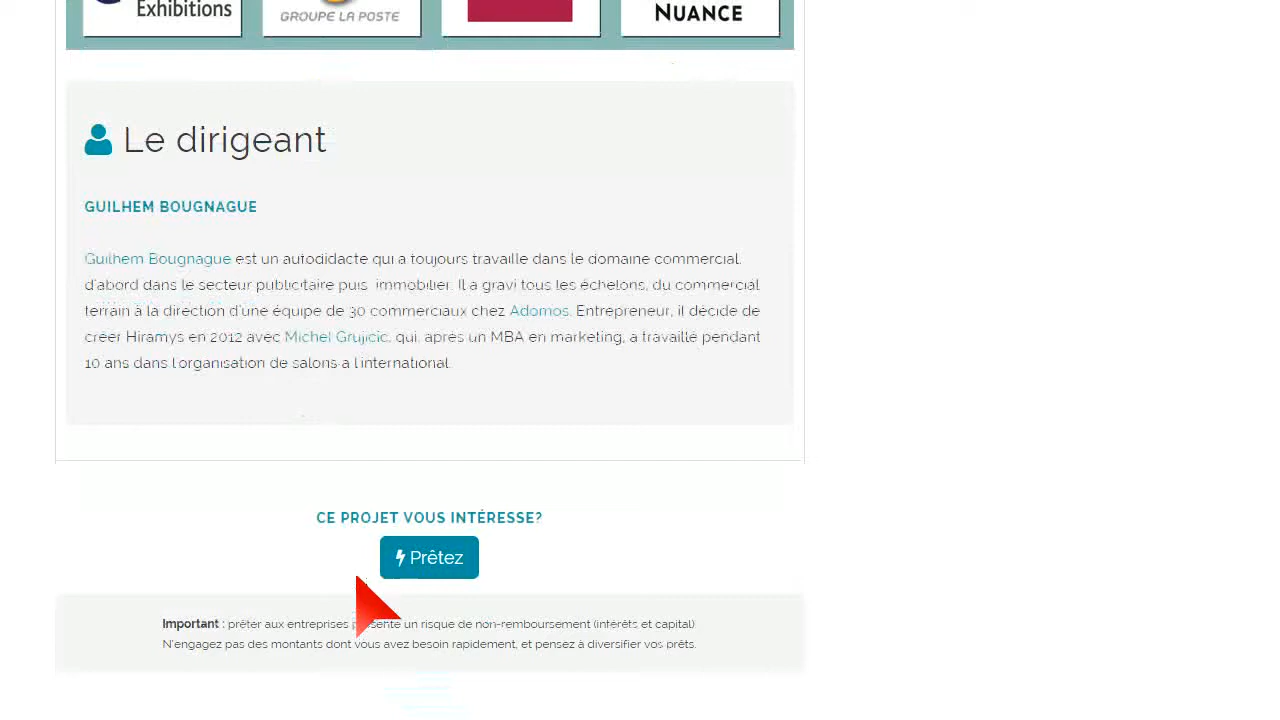 Exhibitions
GROUPE LA POSTE
NUANCE
Le dirigeant
GUILHEM BOUGNAGUE
Guilhem Bougnague est un autodidacte qui a toujours travaillé dans le domaine commercial,
d'abord dans le secteur publicitaire puis immobilier. Il a gravi tous les échelons, du commercial
terrain à la direction d'une équipe de 30 commerciaux chez Adomos. Entrepreneur, il décide de
créer Hiramys en 2012 avec Michel Grujicic, qui, après un MBA en marketing, a travaillé pendant
10 ans dans l'organisation de salons à l'international.
CE PROJET VOUS INTÉRESSE?
Prêtez
Important : prêter aux entreprises présente un risque de non-remboursement (intérêts et capital).
N'engagez pas des montants dont vous avez besoin rapidement, et pensez à diversifier vos prêts.